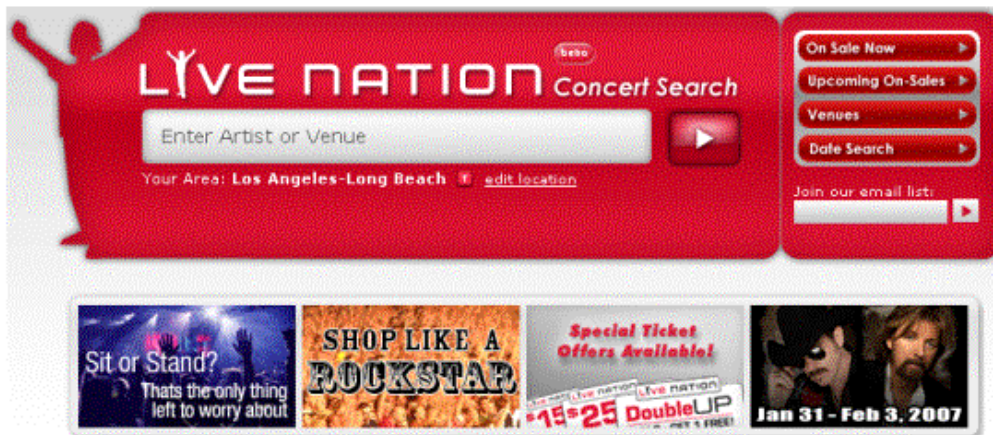 beta
LIVE NATION
Concert Search
Enter Artist or Venue
Your Area: Los Angeles-Long Beach
edit location
On Sale Now
Upcoming On-Sales
Venues
Date Search
Join our email list:
Sit or Stand?
Thats the only thing
left to worry about
SHOP LIKE A
ROCKSTAR
Special Ticket
Offers Available!
LIVE NATION
$15 $25 DoubleUP
1 FREE!
Jan 31 - Feb 3, 2007